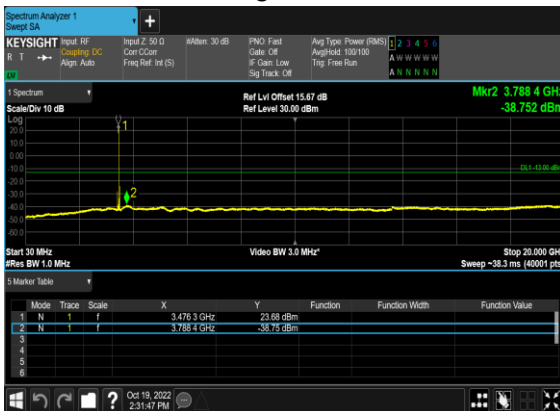 Spectrum Analyzer 1
Swept SA
+
KEYSIGHT Input: RF Input Z: 50 Ω #Atten: 30 dB PNO: Fast Avg Type: Power (RMS) 1 2 3 4 5 6
R T Coupling: DC Corr CCorr Gate: Off Avg|Hold: 100/100 A W W W W W
Align: Auto Freq Ref: Int (S) IF Gain: Low Trig: Free Run
Sig Track: Off A N N N N N
1 Spectrum Ref Lvl Offset 15.67 dB Mkr2 3.788 4 GHz
Scale/Div 10 dB Ref Level 30.00 dBm -38.752 dBm
Log
1
20.0
10.0
0.00
-10.0
DL1 -13.00 dBm
-20.0
-30.0
2
-40.0
-50.0
-60.0
Start 30 MHz Video BW 3.0 MHz* Stop 20.000 GH
#Res BW 1.0 MHz Sweep ~38.3 ms (40001 pts
5 Marker Table
Mode Trace Scale X Y Function Function Width Function Value
1 N 1 f 3.476 3 GHz 23.68 dBm
2 N 1 f 3.788 4 GHz -38.75 dBm
3
4
5
6
? Oct 19, 2022
2:31:47 PM